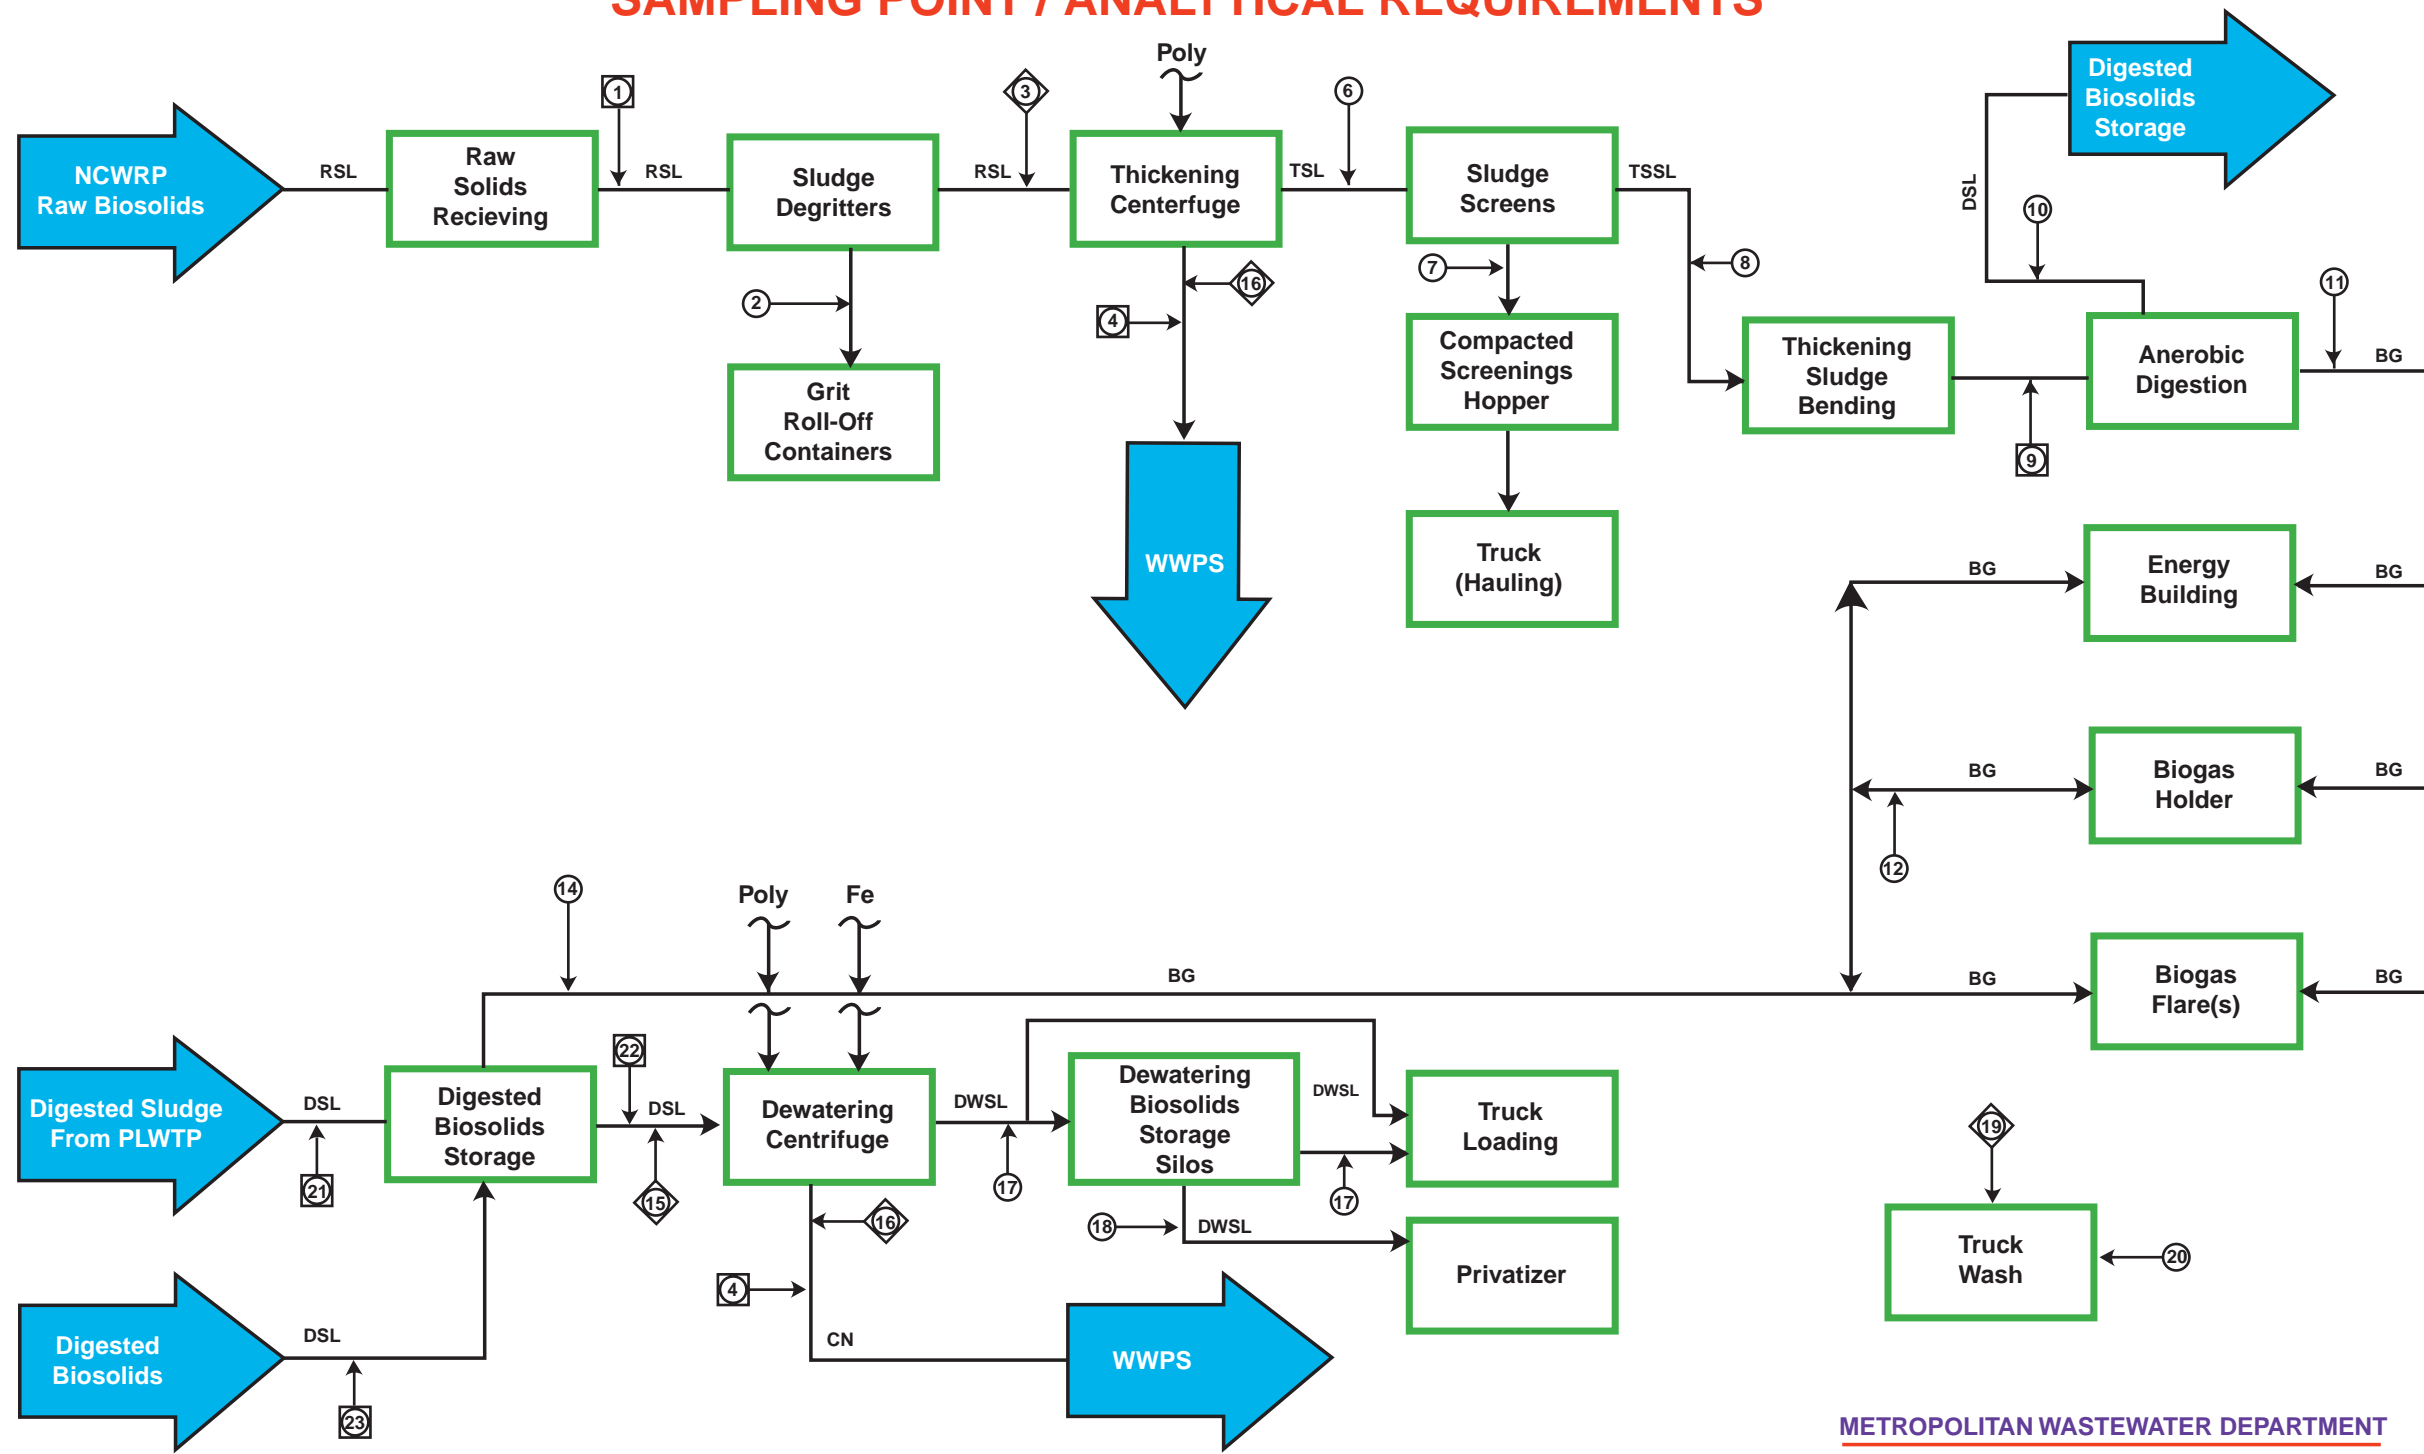 SAMPLING POINT / ANALYTICAL REQUIREMENTS
Poly
1
3
6
Digested
Biosolids
Storage
NCWRP
Raw Biosolids
RSL
Raw
Solids
Recieving
RSL
Sludge
Degritters
RSL
Thickening
Centerfuge
TSL
Sludge
Screens
TSSL
DSL
10
2
16
4
7
8
11
Grit
Roll-Off
Containers
Compacted
Screenings
Hopper
Thickening
Sludge
Bending
9
Anerobic
Digestion
BG
WWPS
Truck
(Hauling)
BG
Energy
Building
BG
BG
Biogas
Holder
BG
12
14
Poly
Fe
BG
BG
Biogas
Flare(s)
BG
Digested Sludge
From PLWTP
DSL
21
Digested
Biosolids
Storage
22
DSL
15
Dewatering
Centrifuge
DWSL
17
Dewatering
Biosolids
Storage
Silos
DWSL
17
Truck
Loading
19
16
18
DWSL
Privatizer
Truck
Wash
20
4
Digested
Biosolids
DSL
23
CN
WWPS
METROPOLITAN WASTEWATER DEPARTMENT